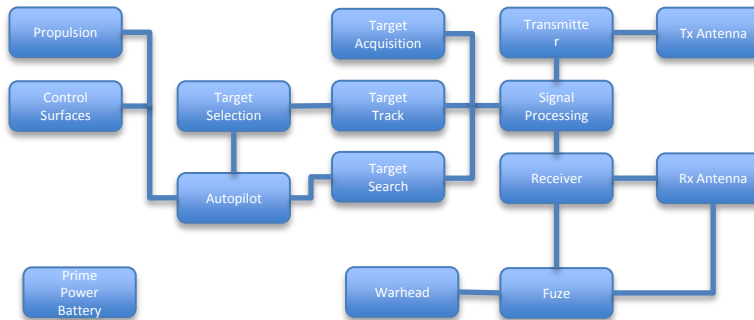 Propulsion
Target
Acquisition
Transmitte
r
Tx Antenna
Control
Surfaces
Target
Selection
Target
Track
Signal
Processing
Autopilot
Target
Search
Receiver
Rx Antenna
Prime
Power
Battery
Warhead
Fuze